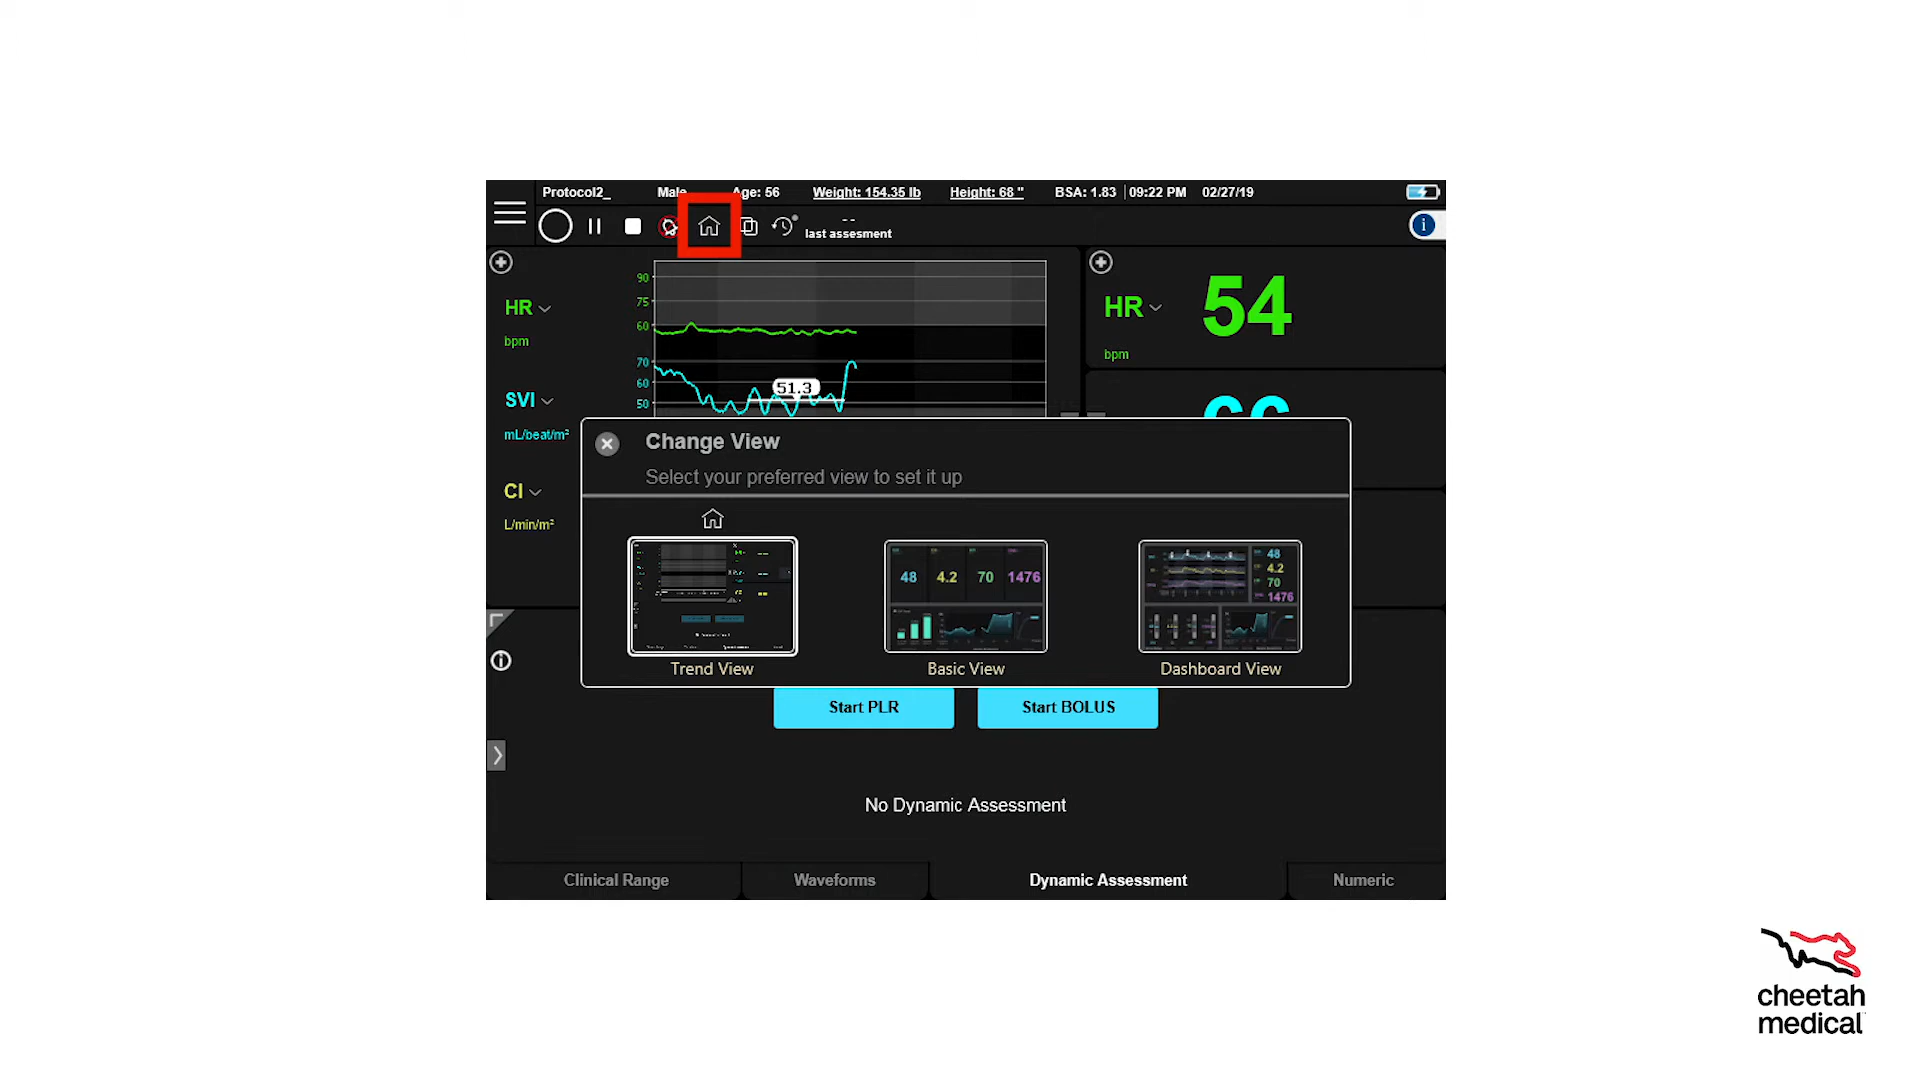 Protocol2_ Male Age: 56 Weight: 154.35 lb Height: 68 " BSA: 1.83 09:22 PM 02/27/19
--
last assesment
i
HR
bpm
SVI
mL/beat/m²
CI
L/min/m²
90
75
60
70
60
50
51.3
HR 54
bpm
Change View
Select your preferred view to set it up
48 4.2 70 1476
48
4.2
70
1476
Trend View Basic View Dashboard View
Start PLR Start BOLUS
No Dynamic Assessment
Clinical Range Waveforms Dynamic Assessment Numeric
cheetah
medical